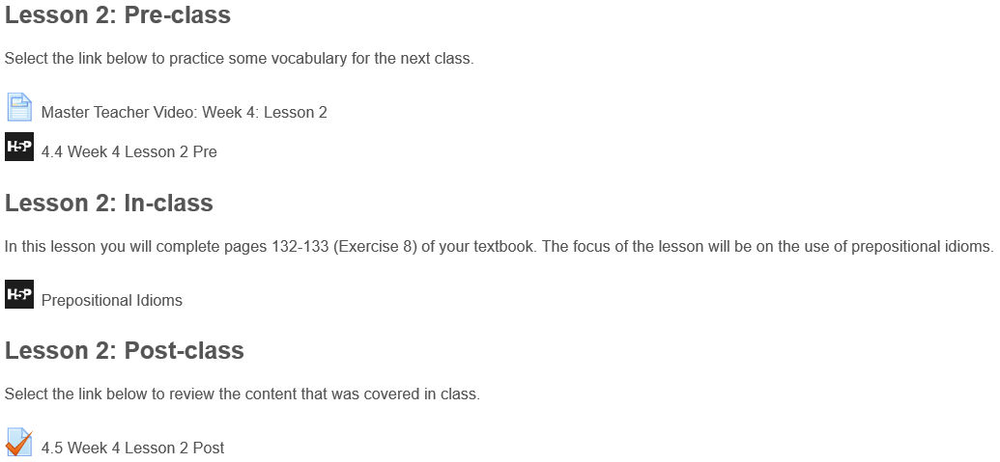 Lesson 2: Pre-class
Select the link below to practice some vocabulary for the next class.
Master Teacher Video: Week 4: Lesson 2
H5P 4.4 Week 4 Lesson 2 Pre
Lesson 2: In-class
In this lesson you will complete pages 132-133 (Exercise 8) of your textbook. The focus of the lesson will be on the use of prepositional idioms.
H5P Prepositional Idioms
Lesson 2: Post-class
Select the link below to review the content that was covered in class.
4.5 Week 4 Lesson 2 Post